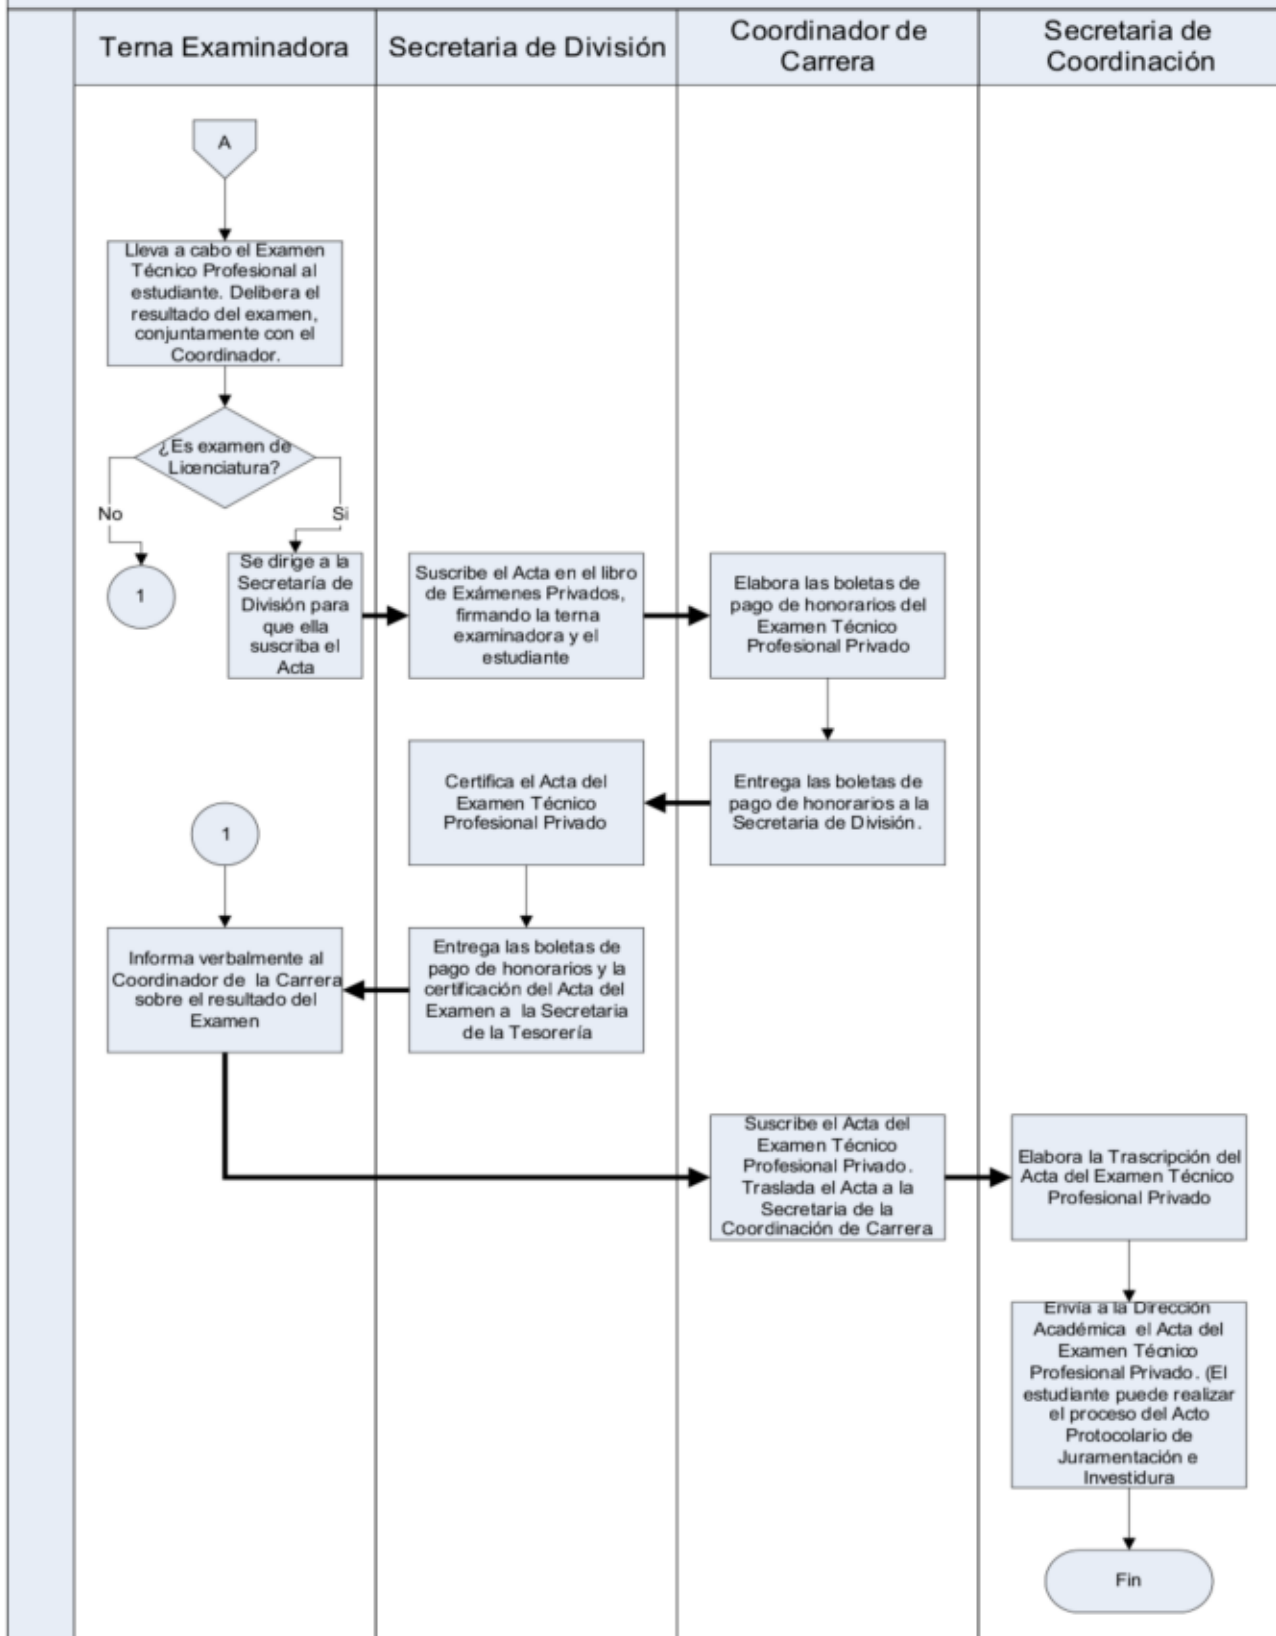 Terna Examinadora
Secretaria de División
Coordinador de
Carrera
Secretaria de
Coordinación
A
Lleva a cabo el Examen
Técnico Profesional al
estudiante. Delibera el
resultado del examen,
conjuntamente con el
Coordinador.
¿Es examen de
Licenciatura?
No
Si
1
Se dirige a la
Secretaría de
División para
que ella
suscriba el
Acta
Suscribe el Acta en el libro
de Exámenes Privados,
firmando la terna
examinadora y el
estudiante
Elabora las boletas de
pago de honorarios del
Examen Técnico
Profesional Privado
Certifica el Acta del
Examen Técnico
Profesional Privado
Entrega las boletas de
pago de honorarios a la
Secretaria de División.
1
Informa verbalmente al
Coordinador de la Carrera
sobre el resultado del
Examen
Entrega las boletas de
pago de honorarios y la
certificación del Acta del
Examen a la Secretaria
de la Tesorería
Suscribe el Acta del
Examen Técnico
Profesional Privado.
Traslada el Acta a la
Secretaria de la
Coordinación de Carrera
Elabora la Trascripción del
Acta del Examen Técnico
Profesional Privado
Envía a la Dirección
Académica el Acta del
Examen Técnico
Profesional Privado. (El
estudiante puede realizar
el proceso del Acto
Protocolario de
Juramentación e
Investidura
Fin